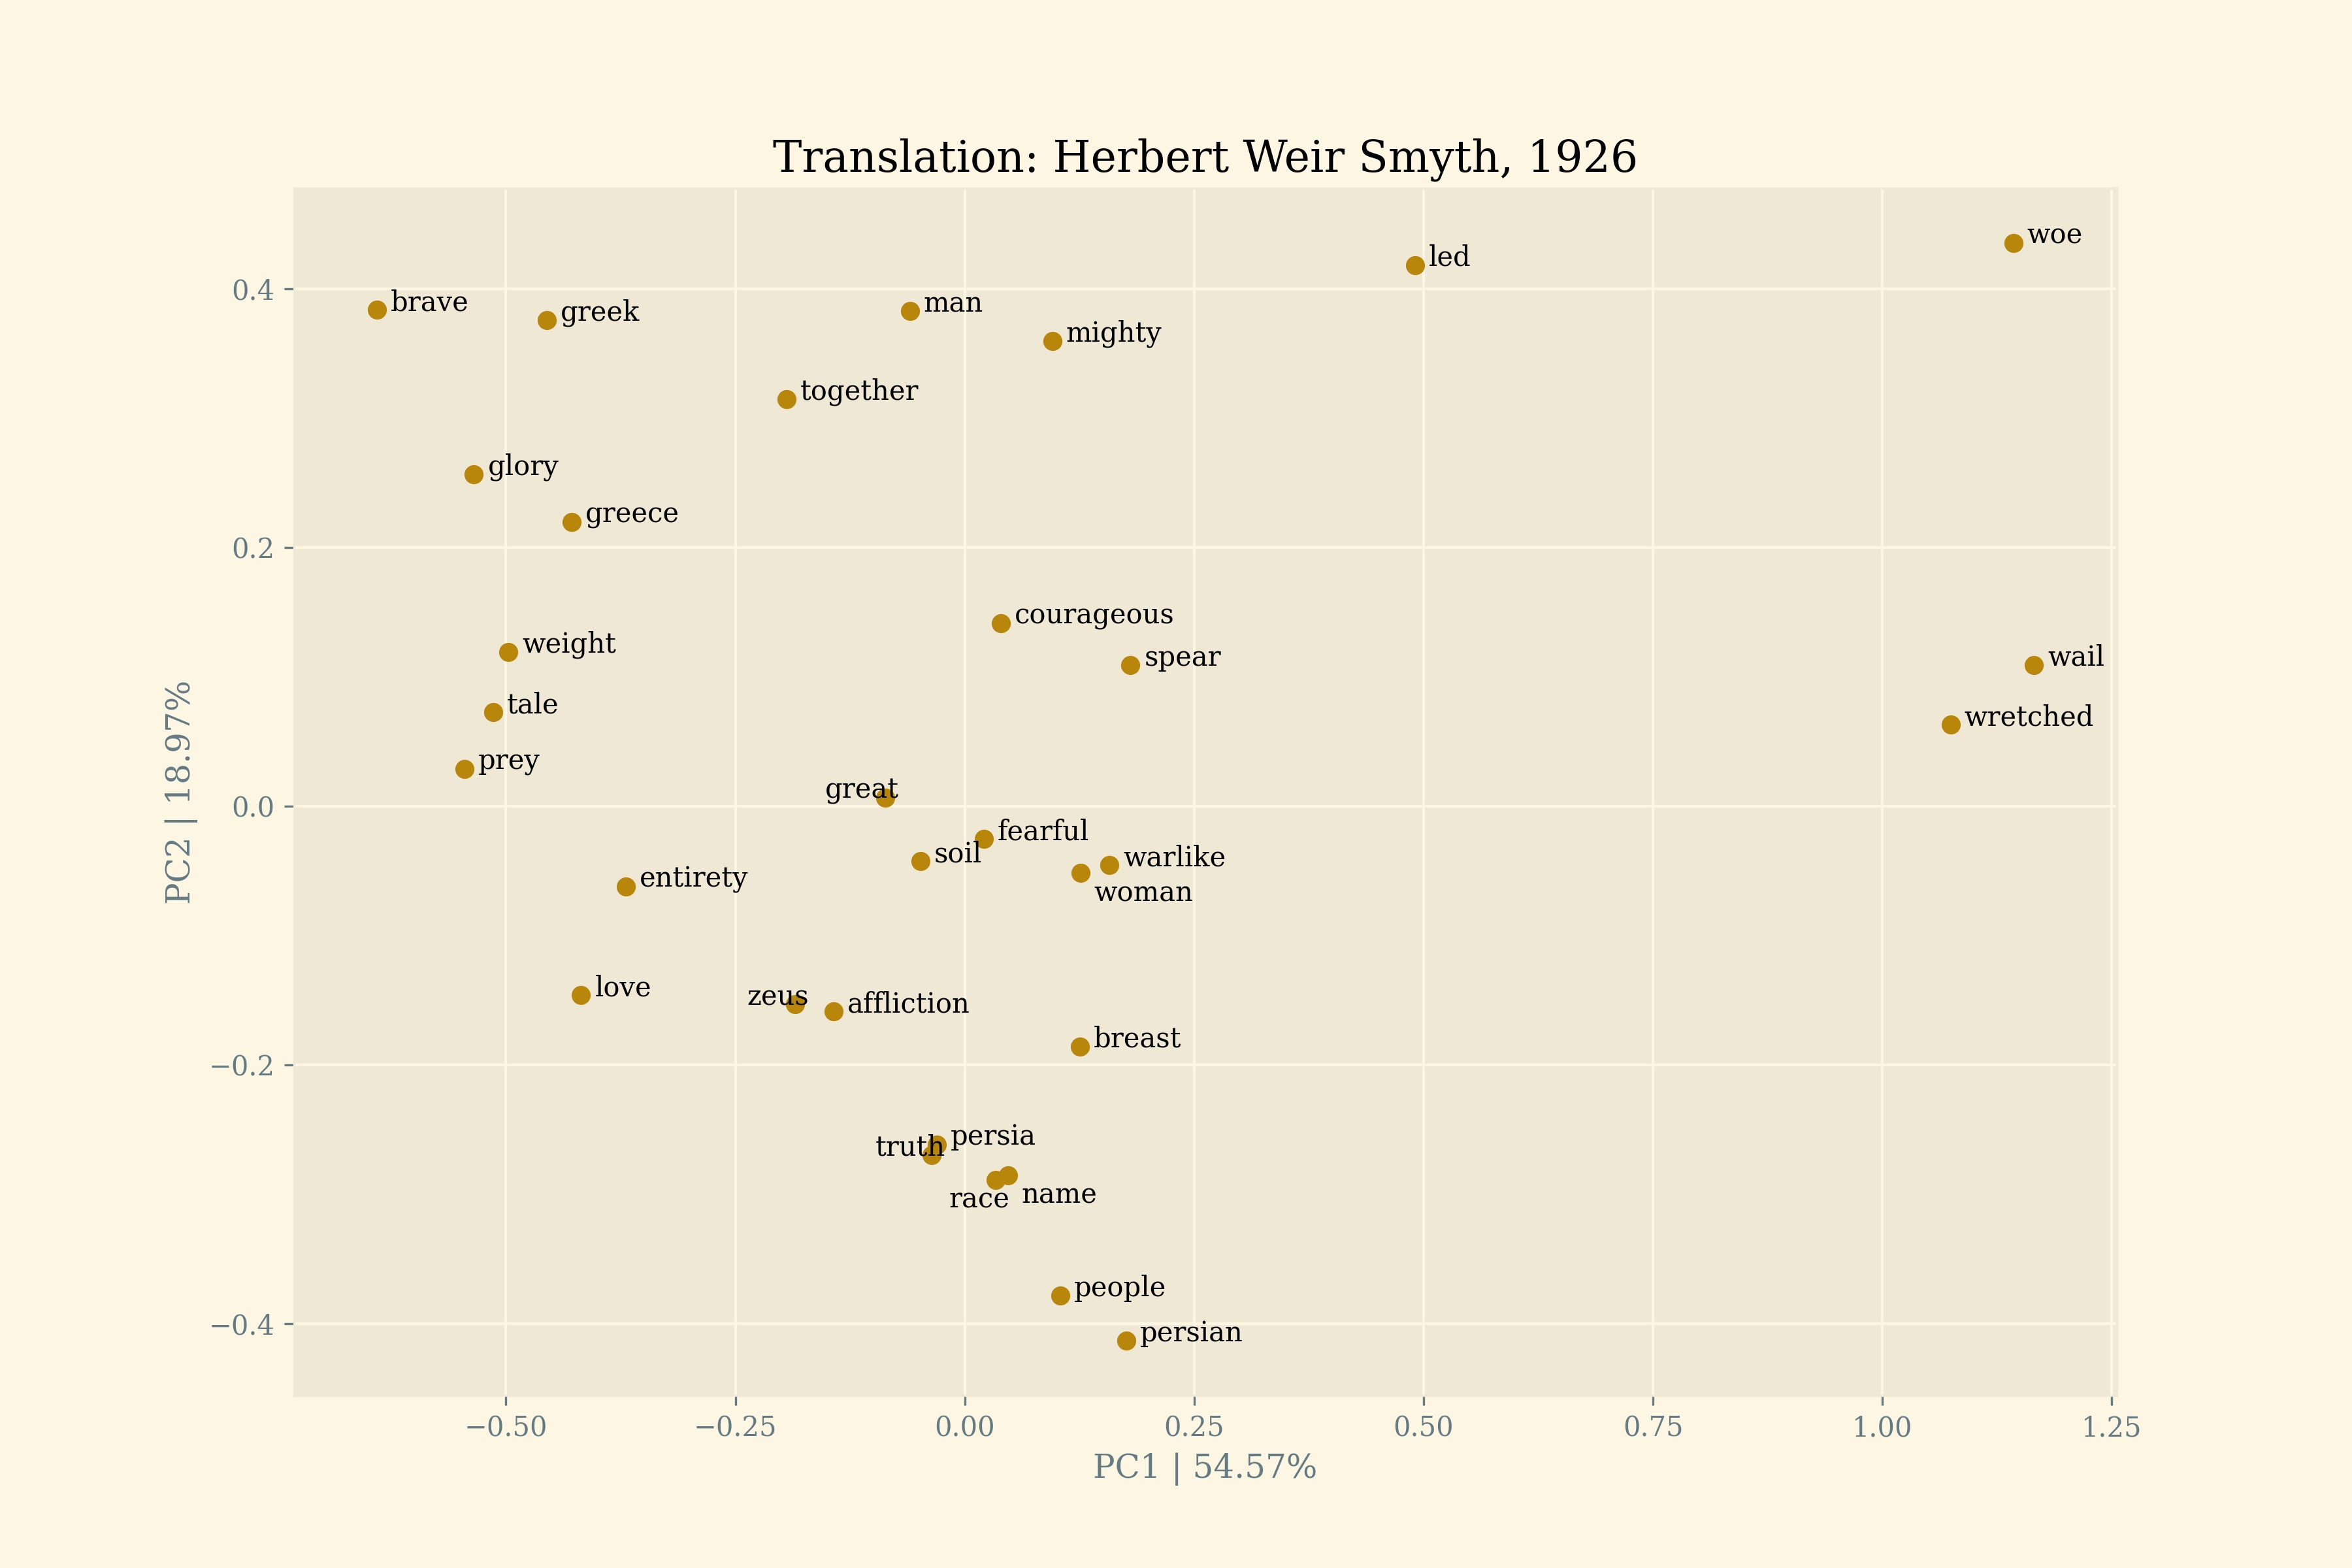 Translation: Herbert Weir Smyth, 1926
woe
led
0.4
brave
greek
man
mighty
together
glory
greece
0.2
courageous
weight
spear
wail
tale
wretched
prey
great
0.0
fearful
soil
warlike
entirety
woman
love
zeus
affliction
breast
−0.2
persia
truth
race
name
people
−0.4
persian
PC2 | 18.97%
−0.50
−0.25
0.00
0.25
0.50
0.75
1.00
1.25
PC1 | 54.57%